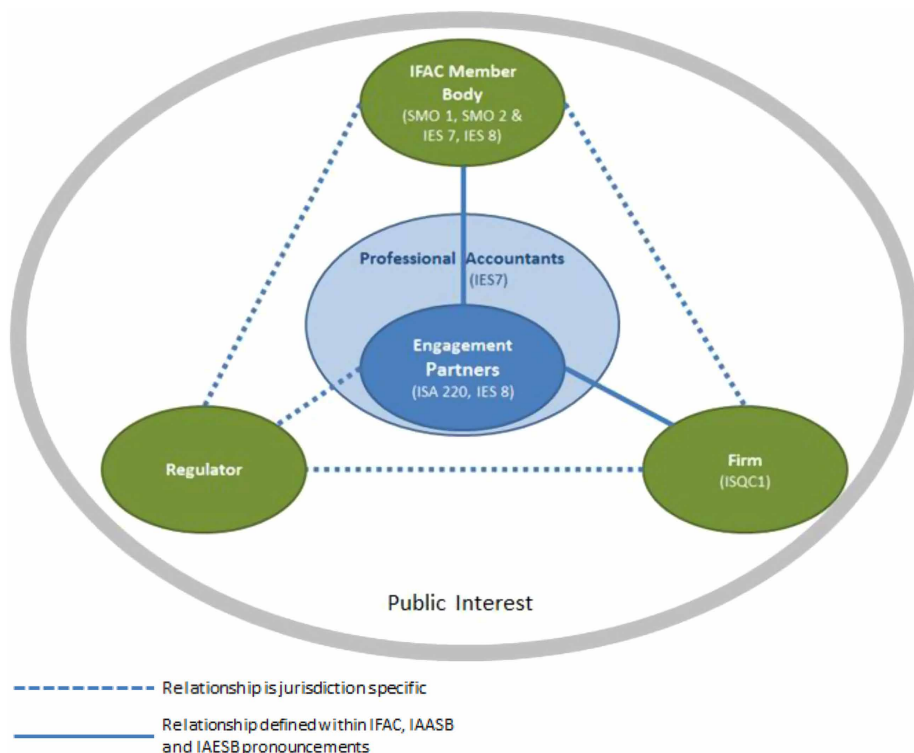 IFAC Member
Body
(SMO 1, SMO 2 &
IES 7, IES 8)
Professional Accountants
(IES7)
Engagement
Partners
(ISA 220, IES 8)
Regulator
Firm
(ISQC1)
Public Interest
Relationship is jurisdiction specific
Relationship defined within IFAC, IAASB
and IAESB pronouncements